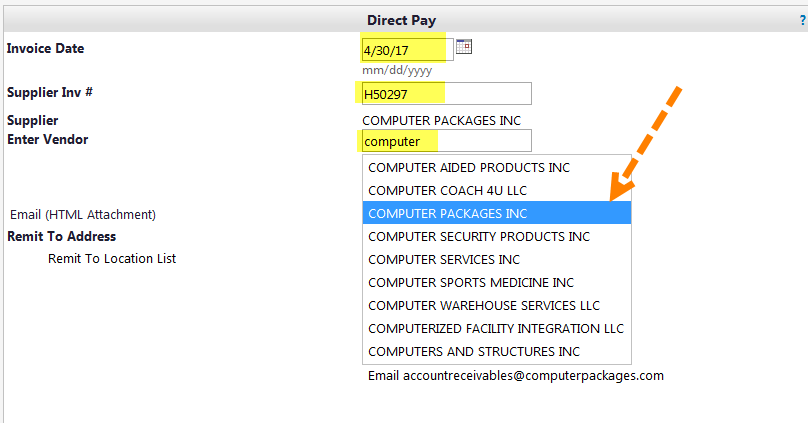 Direct Pay ?
Invoice Date 4/30/17
mm/dd/yyyy
Supplier Inv # H50297
Supplier COMPUTER PACKAGES INC
Enter Vendor computer
COMPUTER AIDED PRODUCTS INC
COMPUTER COACH 4U LLC
Email (HTML Attachment) COMPUTER PACKAGES INC
Remit To Address COMPUTER SECURITY PRODUCTS INC
Remit To Location List COMPUTER SERVICES INC
COMPUTER SPORTS MEDICINE INC
COMPUTER WAREHOUSE SERVICES LLC
COMPUTERIZED FACILITY INTEGRATION LLC
COMPUTERS AND STRUCTURES INC
Email accountreceivables@computerpackages.com